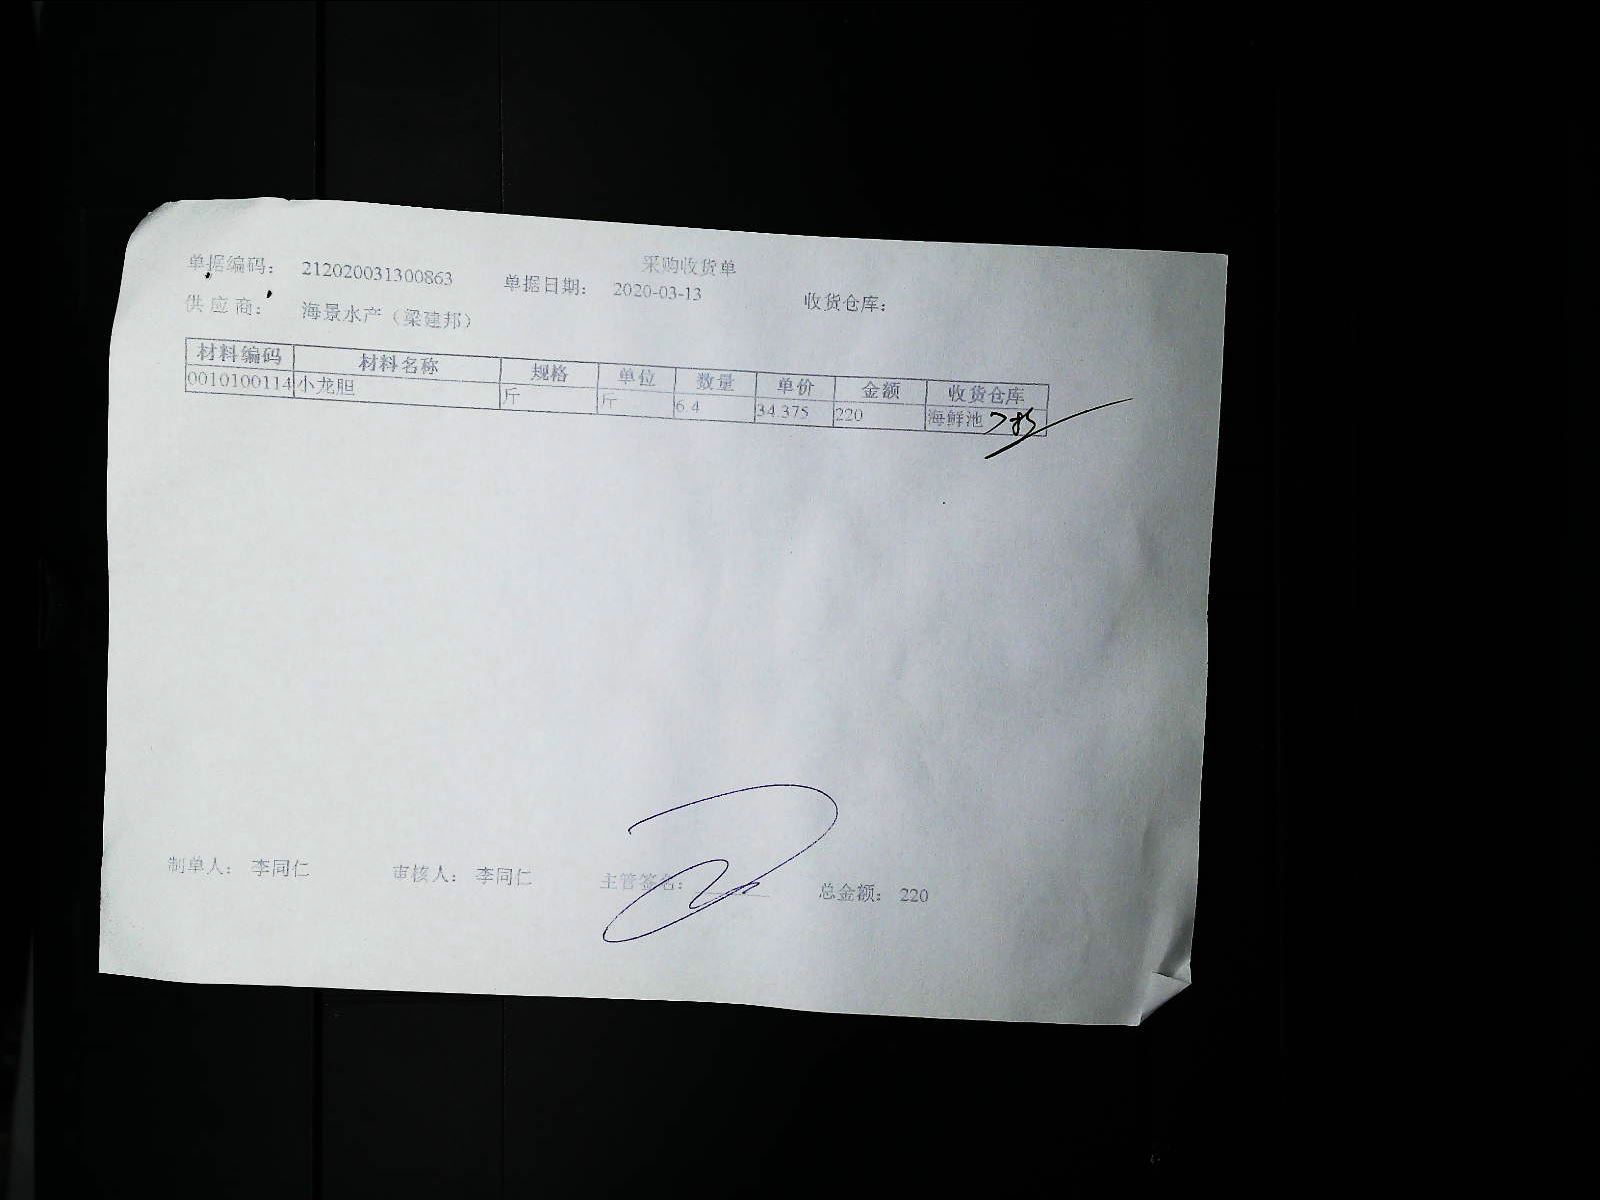 采购收货单
单据编码： 212020031300863 单据日期： 2020-03-13 收货仓库：
供 应 商： 海景水产（梁建邦）
材料编码 材料名称 规格 单位 数量 单价 金额 收货仓库
0010100114 小龙胆 斤 斤 6.4 34.375 220 海鲜池
制单人： 李同仁 审核人： 李同仁 主管签名： 总金额： 220